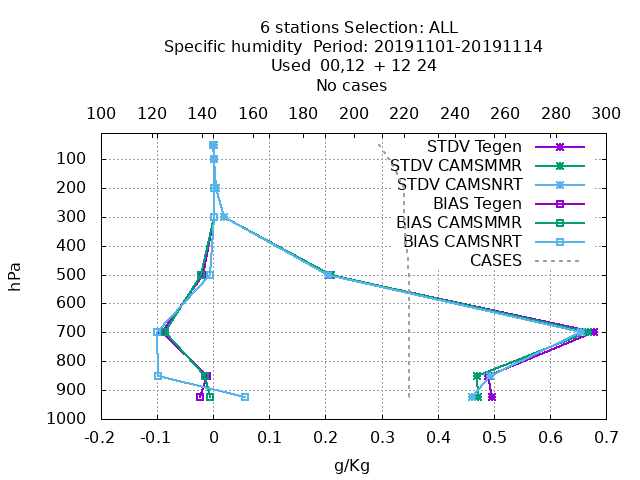 6 stations Selection: ALL
Specific humidity  Period: 20191101-20191114
Used  00,12  + 12 24
No cases
100 120 140 160 180 200 220 240 260 280 300
STDV Tegen
STDV CAMSMMR
STDV CAMSNRT
BIAS Tegen
BIAS CAMSMMR
BIAS CAMSNRT
CASES
hPa
100
200
300
400
500
600
700
800
900
1000
-0.2 -0.1 0 0.1 0.2 0.3 0.4 0.5 0.6 0.7
g/Kg